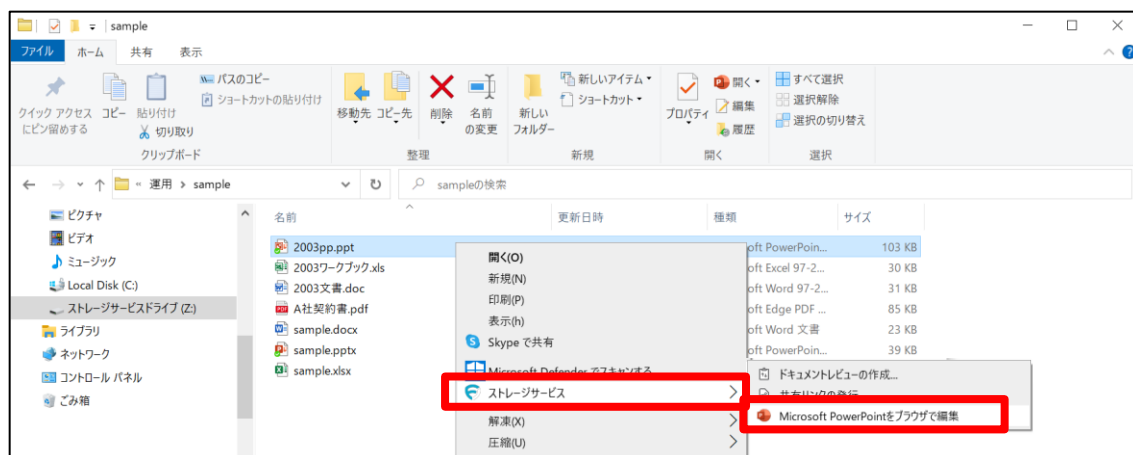 sample
ファイル ホーム 共有 表示
クイック アクセス
にピン留めする
コピー 貼り付け
パスのコピー
ショートカットの貼り付け
切り取り
クリップボード
移動先 コピー先 削除 名前
の変更
整理
新しい
フォルダー
新しいアイテム
ショートカット
新規
プロパティ
開く
編集
履歴
開く
すべて選択
選択解除
選択の切り替え
選択
« 運用 > sample
sampleの検索
ピクチャ
ビデオ
ミュージック
Local Disk (C:)
ストレージサービスドライブ (Z:)
ライブラリ
ネットワーク
コントロール パネル
ごみ箱
名前 更新日時 種類 サイズ
2003pp.ppt oft PowerPoin... 103 KB
2003ワークブック.xls oft Excel 97-2... 30 KB
2003文書.doc oft Word 97-2... 31 KB
A社契約書.pdf oft Edge PDF ... 85 KB
sample.docx oft Word 文書 23 KB
sample.pptx oft PowerPoin... 39 KB
sample.xlsx
開く(O)
新規(N)
印刷(P)
表示(h)
Skype で共有
Microsoft Defender でスキャンする
ストレージサービス
解凍(X)
圧縮(U)
ドキュメントレビューの作成...
共有リンクの発行
Microsoft PowerPointをブラウザで編集